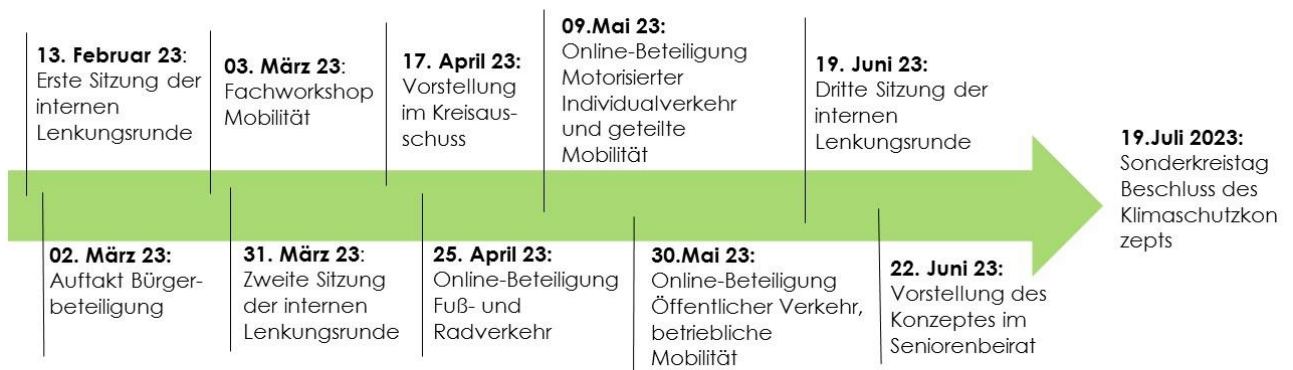 13. Februar 23:
Erste Sitzung der
internen
Lenkungsrunde
02. März 23:
Auftakt Bürger-
beteiligung
03. März 23:
Fachworkshop
Mobilität
31. März 23:
Zweite Sitzung
der internen
Lenkungsrunde
17. April 23:
Vorstellung
im Kreisaus-
schuss
25. April 23:
Online-Beteiligung
Fuß- und
Radverkehr
09.Mai 23:
Online-Beteiligung
Motorisierter
Individualverkehr
und geteilte
Mobilität
30.Mai 23:
Online-Beteiligung
Öffentlicher Verkehr,
betriebliche
Mobilität
19. Juni 23:
Dritte Sitzung der
internen
Lenkungsrunde
22. Juni 23:
Vorstellung des
Konzeptes im
Seniorenbeirat
19.Juli 2023:
Sonderkreistag
Beschluss des
Klimaschutzkon
zepts